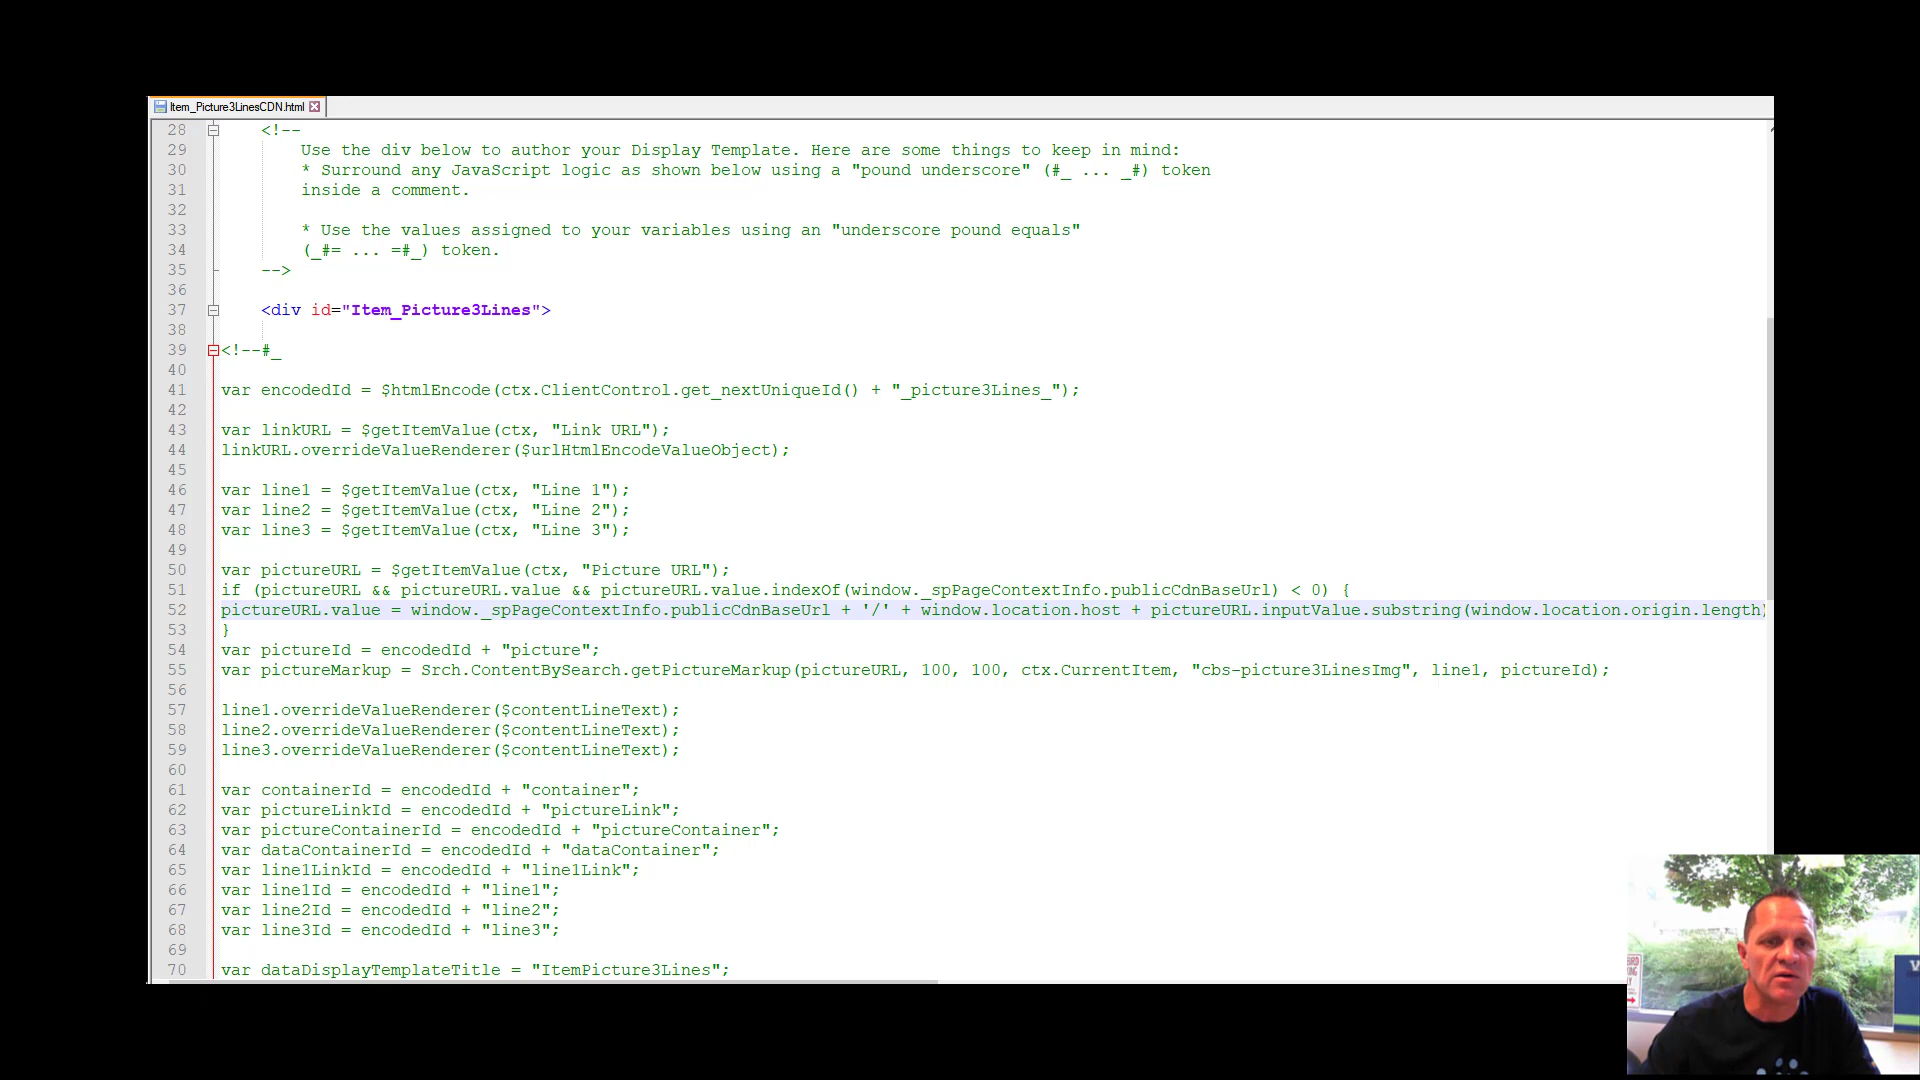 Item_Picture3LinesCDN.html
28 <!--
29 Use the div below to author your Display Template. Here are some things to keep in mind:
30 * Surround any JavaScript logic as shown below using a "pound underscore" (#_ ... _#) token
31 inside a comment.
32
33 * Use the values assigned to your variables using an "underscore pound equals"
34 (_#= ... =#_) token.
35 -->
36
37 <div id="Item_Picture3Lines">
38
39 <!--#_
40
41 var encodedId = $htmlEncode(ctx.ClientControl.get_nextUniqueId() + "_picture3Lines_");
42
43 var linkURL = $getItemValue(ctx, "Link URL");
44 linkURL.overrideValueRenderer($urlHtmlEncodeValueObject);
45
46 var line1 = $getItemValue(ctx, "Line 1");
47 var line2 = $getItemValue(ctx, "Line 2");
48 var line3 = $getItemValue(ctx, "Line 3");
49
50 var pictureURL = $getItemValue(ctx, "Picture URL");
51 if (pictureURL && pictureURL.value && pictureURL.value.indexOf(window._spPageContextInfo.publicCdnBaseUrl) < 0) {
52 pictureURL.value = window._spPageContextInfo.publicCdnBaseUrl + '/' + window.location.host + pictureURL.inputValue.substring(window.location.origin.length)
53 }
54 var pictureId = encodedId + "picture";
55 var pictureMarkup = Srch.ContentBySearch.getPictureMarkup(pictureURL, 100, 100, ctx.CurrentItem, "cbs-picture3LinesImg", line1, pictureId);
56
57 line1.overrideValueRenderer($contentLineText);
58 line2.overrideValueRenderer($contentLineText);
59 line3.overrideValueRenderer($contentLineText);
60
61 var containerId = encodedId + "container";
62 var pictureLinkId = encodedId + "pictureLink";
63 var pictureContainerId = encodedId + "pictureContainer";
64 var dataContainerId = encodedId + "dataContainer";
65 var line1LinkId = encodedId + "line1Link";
66 var line1Id = encodedId + "line1";
67 var line2Id = encodedId + "line2";
68 var line3Id = encodedId + "line3";
69
70 var dataDisplayTemplateTitle = "ItemPicture3Lines";